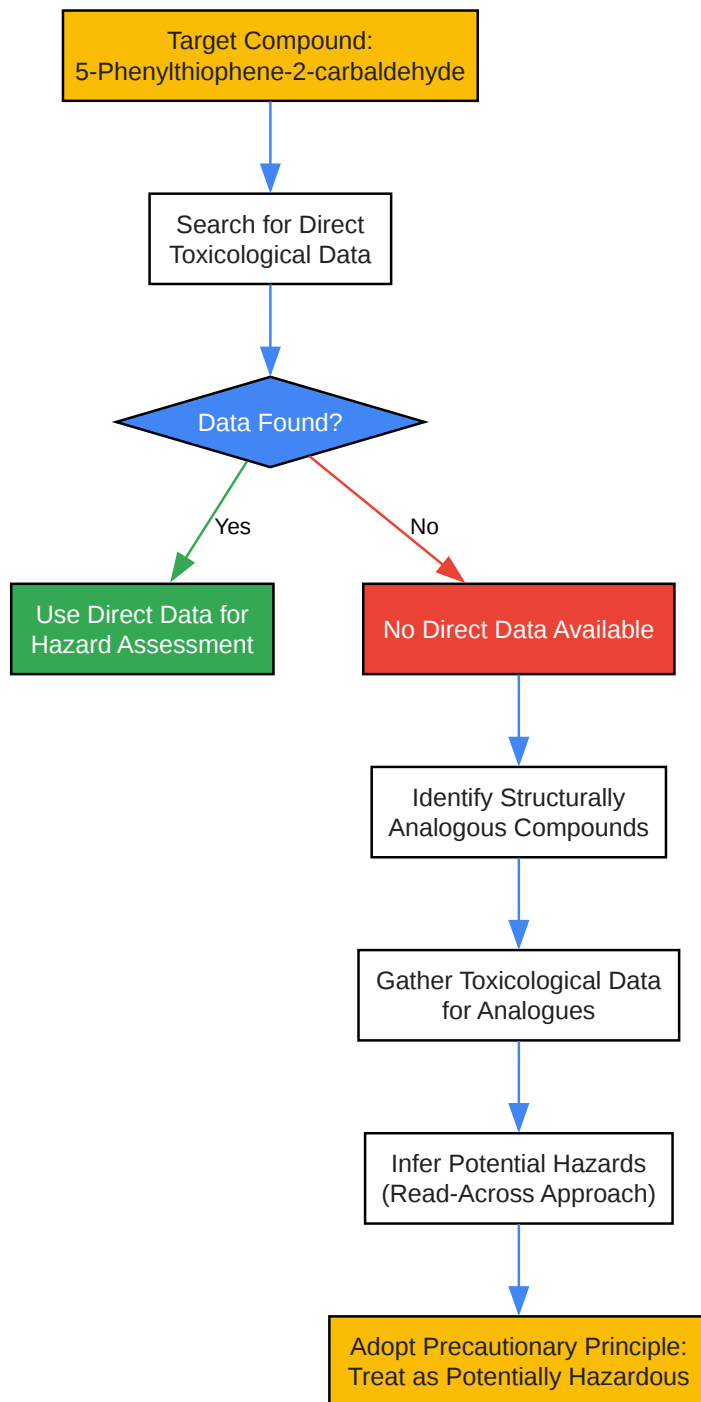 Target Compound:
5-Phenylthiophene-2-carbaldehyde
Search for Direct
Toxicological Data
Data Found?
Yes
No
Use Direct Data for
Hazard Assessment
No Direct Data Available
Identify Structurally
Analogous Compounds
Gather Toxicological Data
for Analogues
Infer Potential Hazards
(Read-Across Approach)
Adopt Precautionary Principle:
Treat as Potentially Hazardous